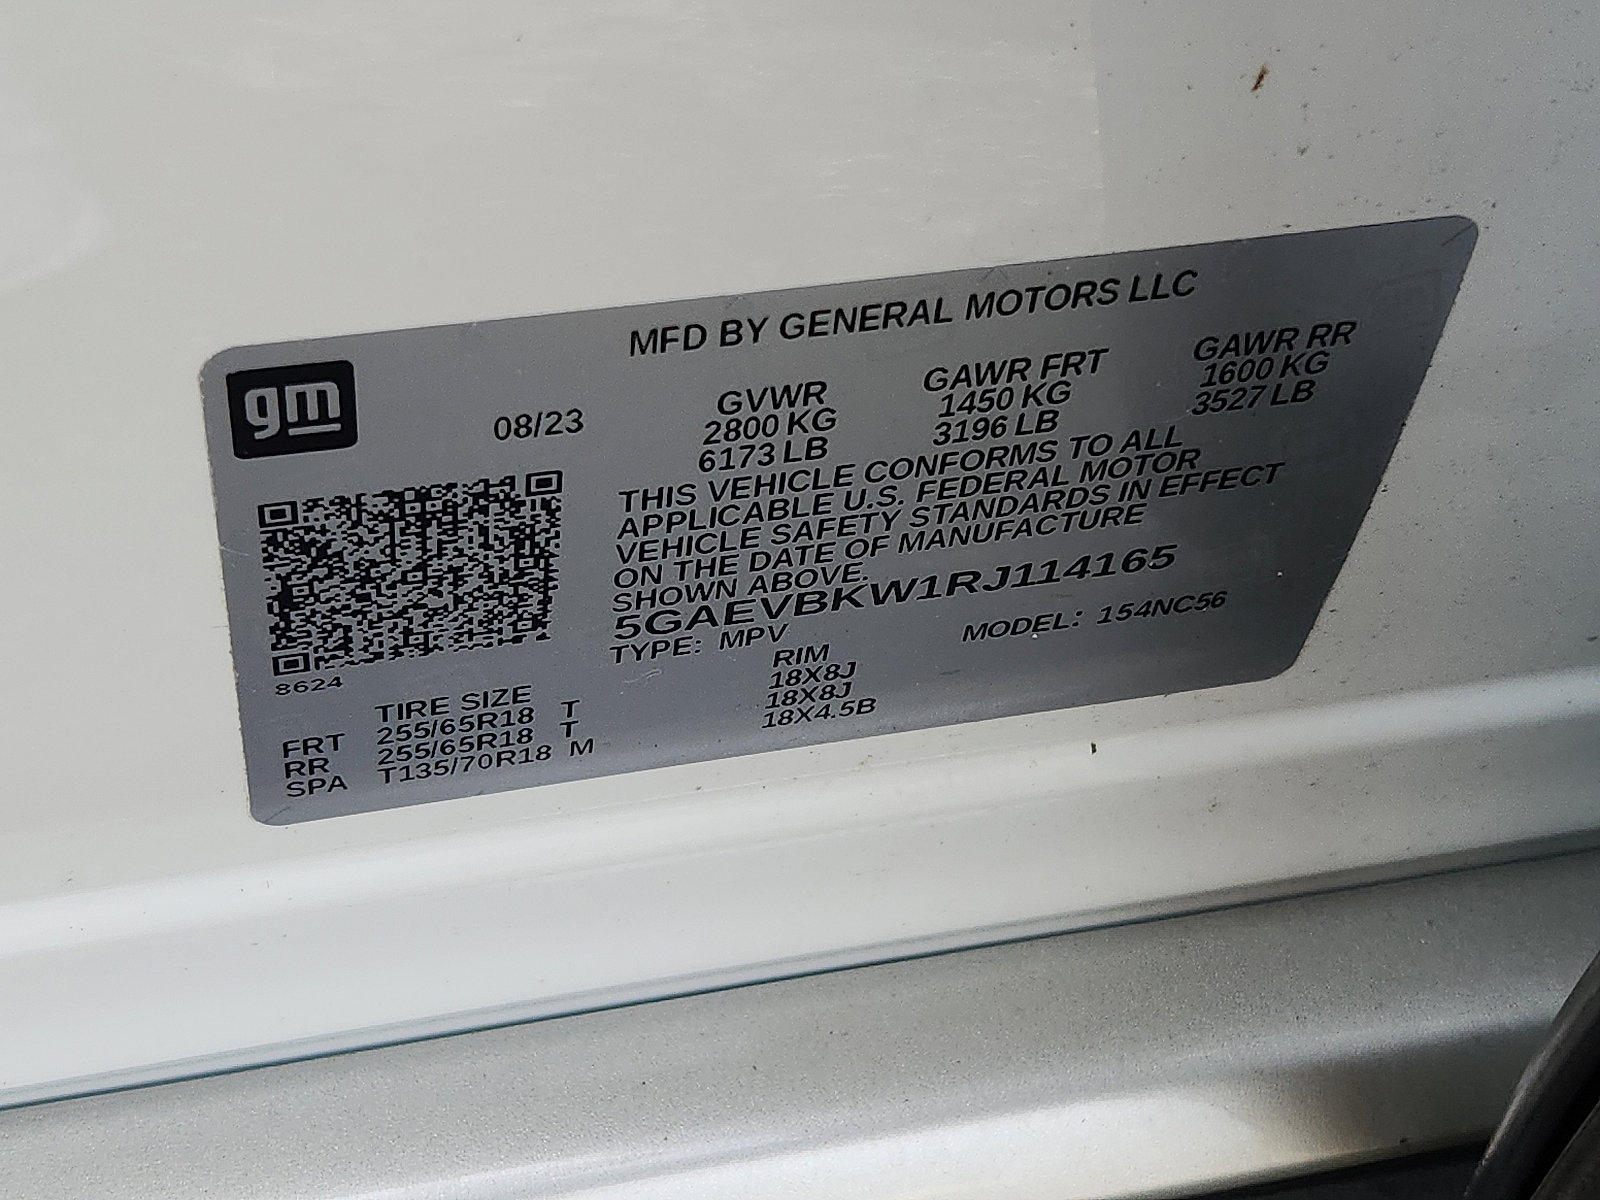 MFD BY GENERAL MOTORS LLC
gm
08/23
GVWR GAWR FRT GAWR RR
2800 KG 1450 KG 1600 KG
6173 LB 3196 LB 3527 LB
THIS VEHICLE CONFORMS TO ALL
APPLICABLE U.S. FEDERAL MOTOR
VEHICLE SAFETY STANDARDS IN EFFECT
ON THE DATE OF MANUFACTURE
SHOWN ABOVE.
5GAEVBKW1RJ114165
TYPE: MPV MODEL: 154NC56
8624
TIRE SIZE RIM
FRT 255/65R18 T 18X8J
RR 255/65R18 T 18X8J
SPA T135/70R18 M 18X4.5B